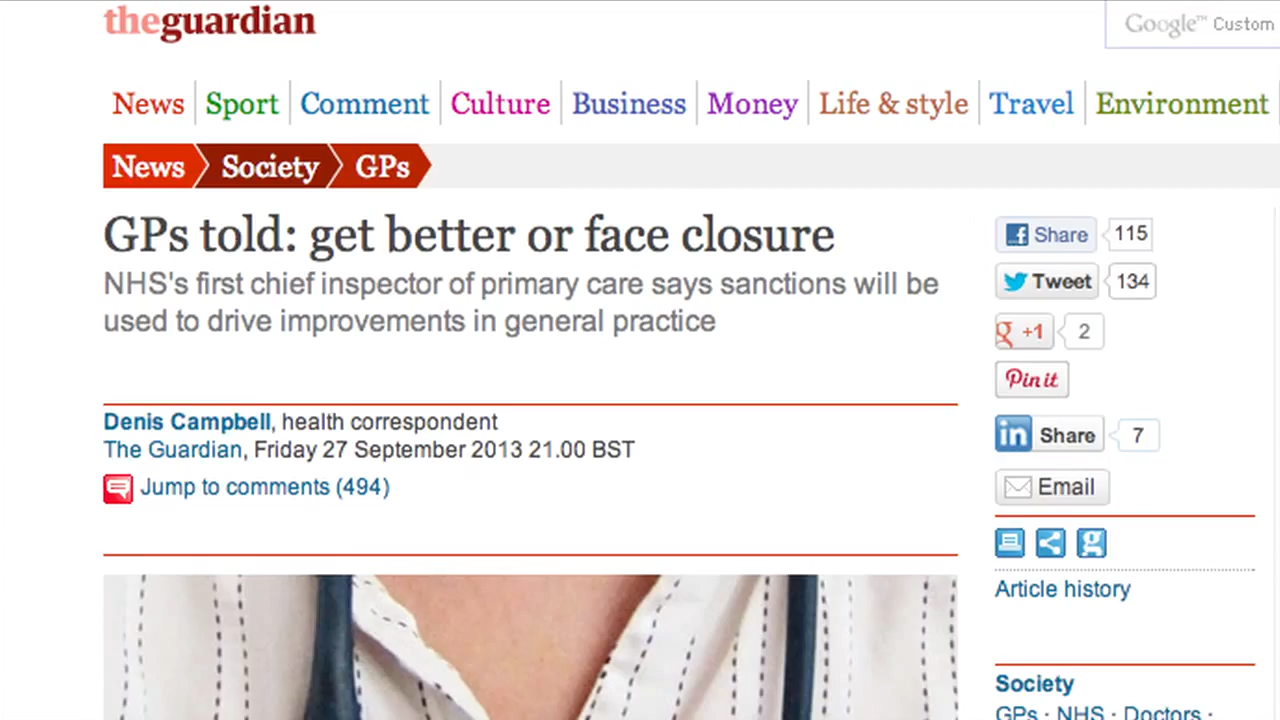 theguardian
Google™ Custom
News Sport Comment Culture Business Money Life & style Travel Environment
News Society GPs
GPs told: get better or face closure
NHS's first chief inspector of primary care says sanctions will be
used to drive improvements in general practice
Denis Campbell, health correspondent
The Guardian, Friday 27 September 2013 21.00 BST
Jump to comments (494)
f Share 115
Tweet 134
g +1 2
Pin it
in Share 7
Email
g
Article history
Society
GPs · NHS · Doctors ·